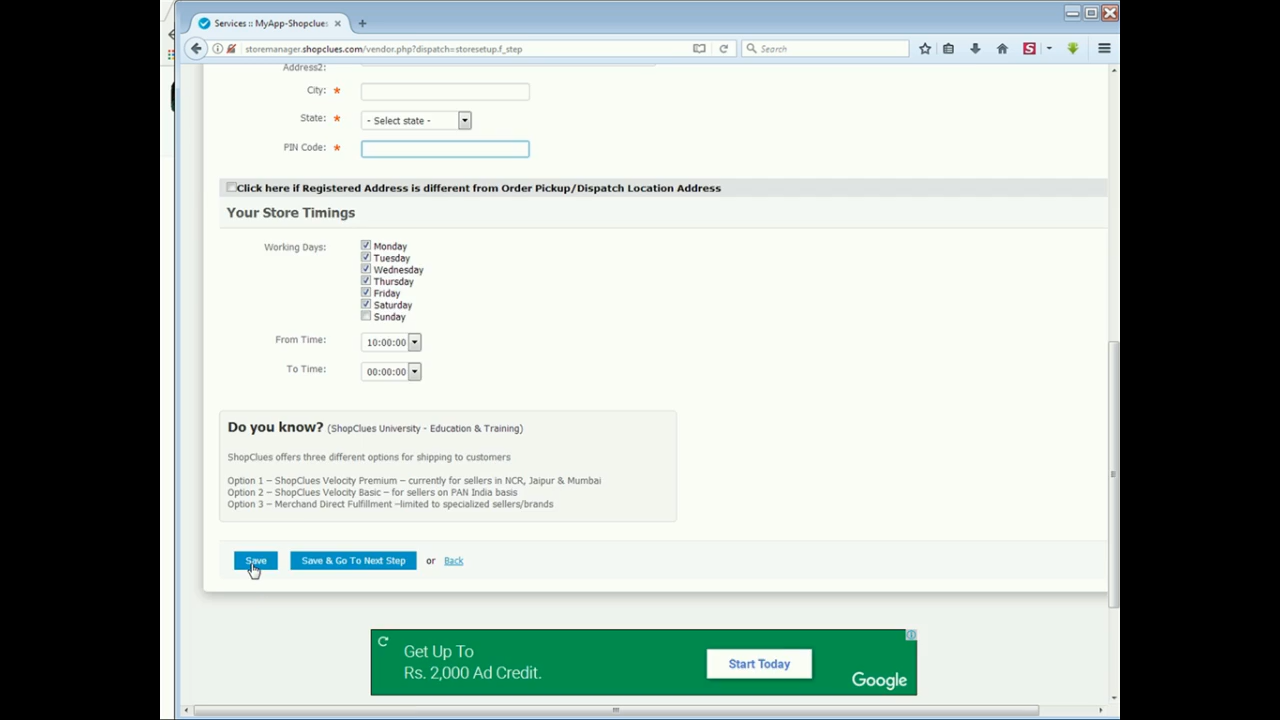 Services :: MyApp-Shopclues
storemanager.shopclues.com/vendor.php?dispatch=storesetup.f_step
Search
Address2:
City: *
State: * - Select state -
PIN Code: *
Click here if Registered Address is different from Order Pickup/Dispatch Location Address
Your Store Timings
Working Days:
Monday
Tuesday
Wednesday
Thursday
Friday
Saturday
Sunday
From Time: 10:00:00
To Time: 00:00:00
Do you know? (ShopClues University - Education & Training)
ShopClues offers three different options for shipping to customers
Option 1 – ShopClues Velocity Premium – currently for sellers in NCR, Jaipur & Mumbai
Option 2 – ShopClues Velocity Basic – for sellers on PAN India basis
Option 3 – Merchand Direct Fulfillment –limited to specialized sellers/brands
Save Save & Go To Next Step or Back
Get Up To
Rs. 2,000 Ad Credit.
Start Today
Google